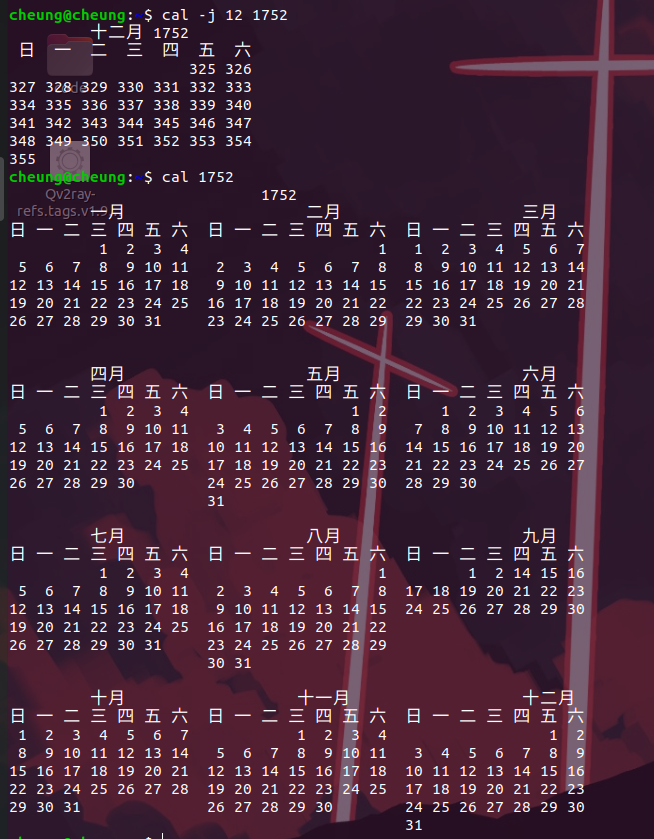 cheung@cheung:~$ cal -j 12 1752
十二月 1752
日 一 二 三 四 五 六
325 326
327 328 329 330 331 332 333
334 335 336 337 338 339 340
341 342 343 344 345 346 347
348 349 350 351 352 353 354
355
cheung@cheung:~$ cal 1752
Qv2ray-
refs.tags.v1.9
1752
一月 二月 三月
日 一 二 三 四 五 六 日 一 二 三 四 五 六 日 一 二 三 四 五 六
1 2 3 4 1 1 2 3 4 5 6 7
5 6 7 8 9 10 11 2 3 4 5 6 7 8 8 9 10 11 12 13 14
12 13 14 15 16 17 18 9 10 11 12 13 14 15 15 16 17 18 19 20 21
19 20 21 22 23 24 25 16 17 18 19 20 21 22 22 23 24 25 26 27 28
26 27 28 29 30 31 23 24 25 26 27 28 29 29 30 31
四月 五月 六月
日 一 二 三 四 五 六 日 一 二 三 四 五 六 日 一 二 三 四 五 六
1 2 3 4 1 2 1 2 3 4 5 6
5 6 7 8 9 10 11 3 4 5 6 7 8 9 7 8 9 10 11 12 13
12 13 14 15 16 17 18 10 11 12 13 14 15 16 14 15 16 17 18 19 20
19 20 21 22 23 24 25 17 18 19 20 21 22 23 21 22 23 24 25 26 27
26 27 28 29 30 24 25 26 27 28 29 30 28 29 30
31
七月 八月 九月
日 一 二 三 四 五 六 日 一 二 三 四 五 六 日 一 二 三 四 五 六
1 2 3 4 1 1 2 14 15 16
5 6 7 8 9 10 11 2 3 4 5 6 7 8 17 18 19 20 21 22 23
12 13 14 15 16 17 18 9 10 11 12 13 14 15 24 25 26 27 28 29 30
19 20 21 22 23 24 25 16 17 18 19 20 21 22
26 27 28 29 30 31 23 24 25 26 27 28 29
30 31
十月 十一月 十二月
日 一 二 三 四 五 六 日 一 二 三 四 五 六 日 一 二 三 四 五 六
1 2 3 4 5 6 7 1 2 3 4 1 2
8 9 10 11 12 13 14 5 6 7 8 9 10 11 3 4 5 6 7 8 9
15 16 17 18 19 20 21 12 13 14 15 16 17 18 10 11 12 13 14 15 16
22 23 24 25 26 27 28 19 20 21 22 23 24 25 17 18 19 20 21 22 23
29 30 31 26 27 28 29 30 24 25 26 27 28 29 30
31